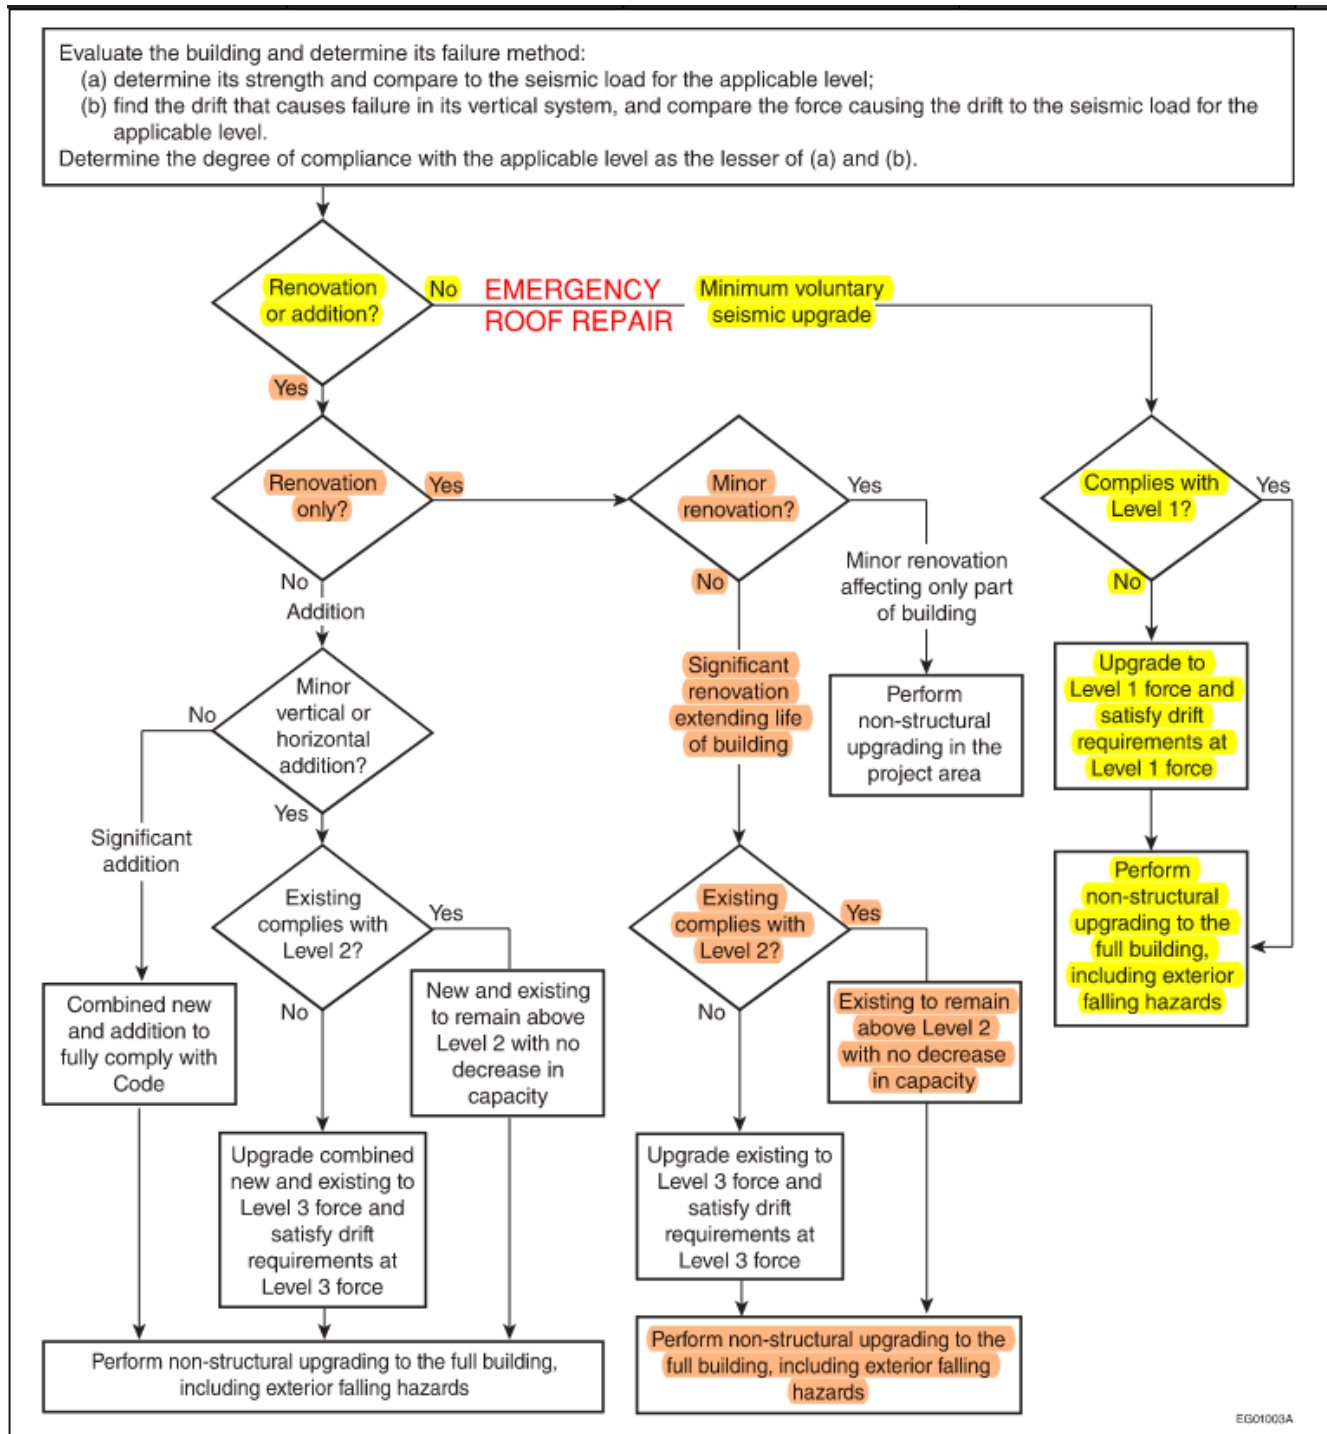 Evaluate the building and determine its failure method:
(a) determine its strength and compare to the seismic load for the applicable level;
(b) find the drift that causes failure in its vertical system, and compare the force causing the drift to the seismic load for the
applicable level.
Determine the degree of compliance with the applicable level as the lesser of (a) and (b).
Renovation
or addition?
No
EMERGENCY
ROOF REPAIR
Minimum voluntary
seismic upgrade
Yes
Renovation
only?
Yes
Minor
renovation?
Yes
Complies with
Level 1?
Yes
No
Addition
No
Minor renovation
affecting only part
of building
No
Minor
vertical or
horizontal
addition?
No
Yes
Significant
addition
Significant
renovation
extending life
of building
Perform
non-structural
upgrading in the
project area
Upgrade to
Level 1 force and
satisfy drift
requirements at
Level 1 force
Existing
complies with
Level 2?
Yes
No
Existing
complies with
Level 2?
Yes
No
Perform
non-structural
upgrading to the
full building,
including exterior
falling hazards
Combined new
and addition to
fully comply with
Code
New and existing
to remain above
Level 2 with no
decrease in
capacity
Existing to remain
above Level 2
with no decrease
in capacity
Upgrade combined
new and existing to
Level 3 force and
satisfy drift
requirements at
Level 3 force
Upgrade existing to
Level 3 force and
satisfy drift
requirements at
Level 3 force
Perform non-structural upgrading to the full building,
including exterior falling hazards
Perform non-structural upgrading to the
full building, including exterior falling
hazards
EG01003A